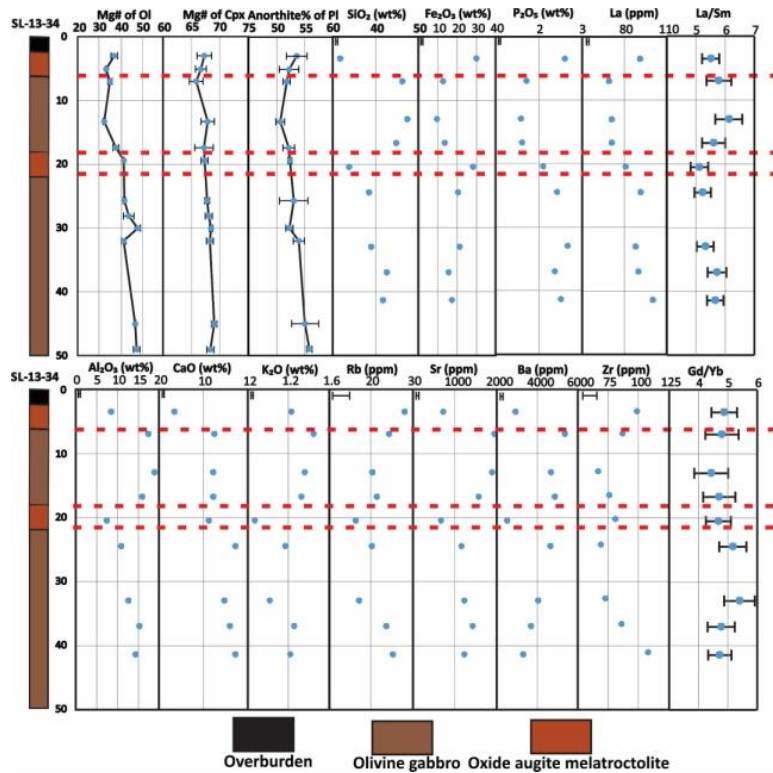 SL-13-34
Mg# of Ol Mg# of Cpx Anorthite% of Pl SiO₂ (wt%) Fe₂O₃ (wt%) P₂O₅ (wt%) La (ppm) La/Sm
20 30 40 50 60 65 70 75 50 55 60 40 50 10 20 30 40 1 2 3 80 110 4 5 6 7
0
10
20
30
40
50
SL-13-34
Al₂O₃ (wt%) CaO (wt%) K₂O (wt%) Rb (ppm) Sr (ppm) Ba (ppm) Zr (ppm) Gd/Yb
0 5 10 15 20 8 10 12 1.2 1.6 20 30 1000 2000 4000 6000 75 100 125 4 5 6
0
10
20
30
40
50
Overburden Olivine gabbro Oxide augite melatroctolite